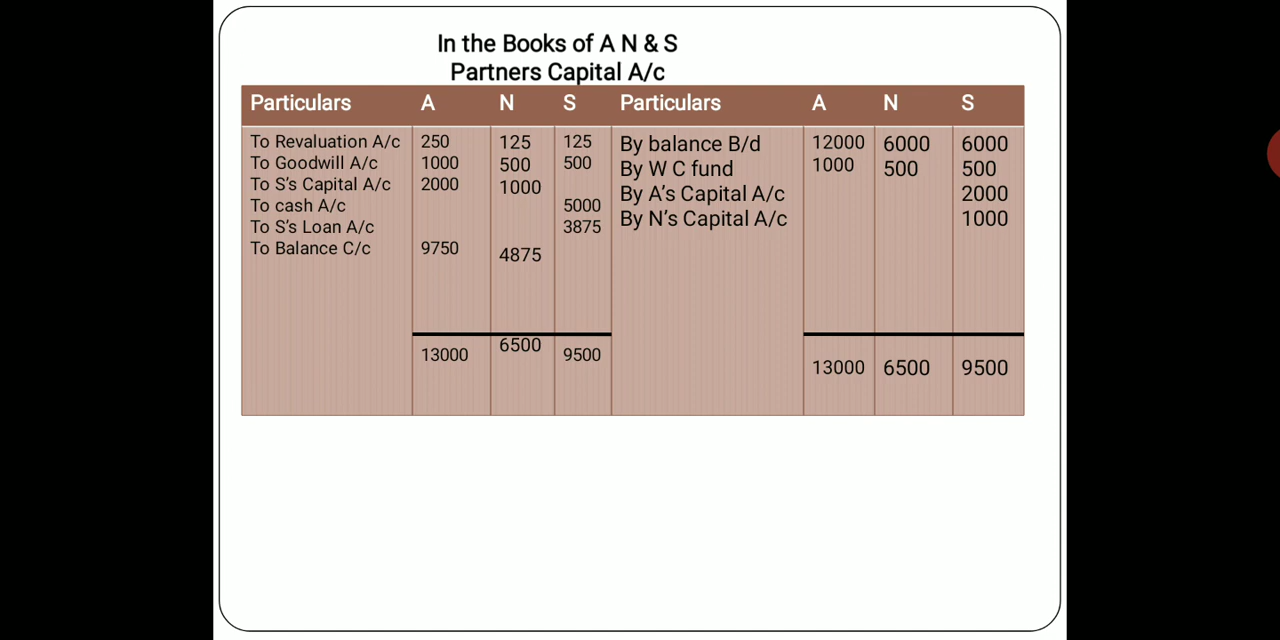 In the Books of A N & S
Partners Capital A/c
Particulars A N S Particulars A N S
To Revaluation A/c 250 125 125 By balance B/d 12000 6000 6000
To Goodwill A/c 1000 500 500 By W C fund 1000 500 500
To S's Capital A/c 2000 1000 By A's Capital A/c 2000
To cash A/c 5000 By N's Capital A/c 1000
To S's Loan A/c 3875
To Balance C/c 9750 4875
13000 6500 9500 13000 6500 9500